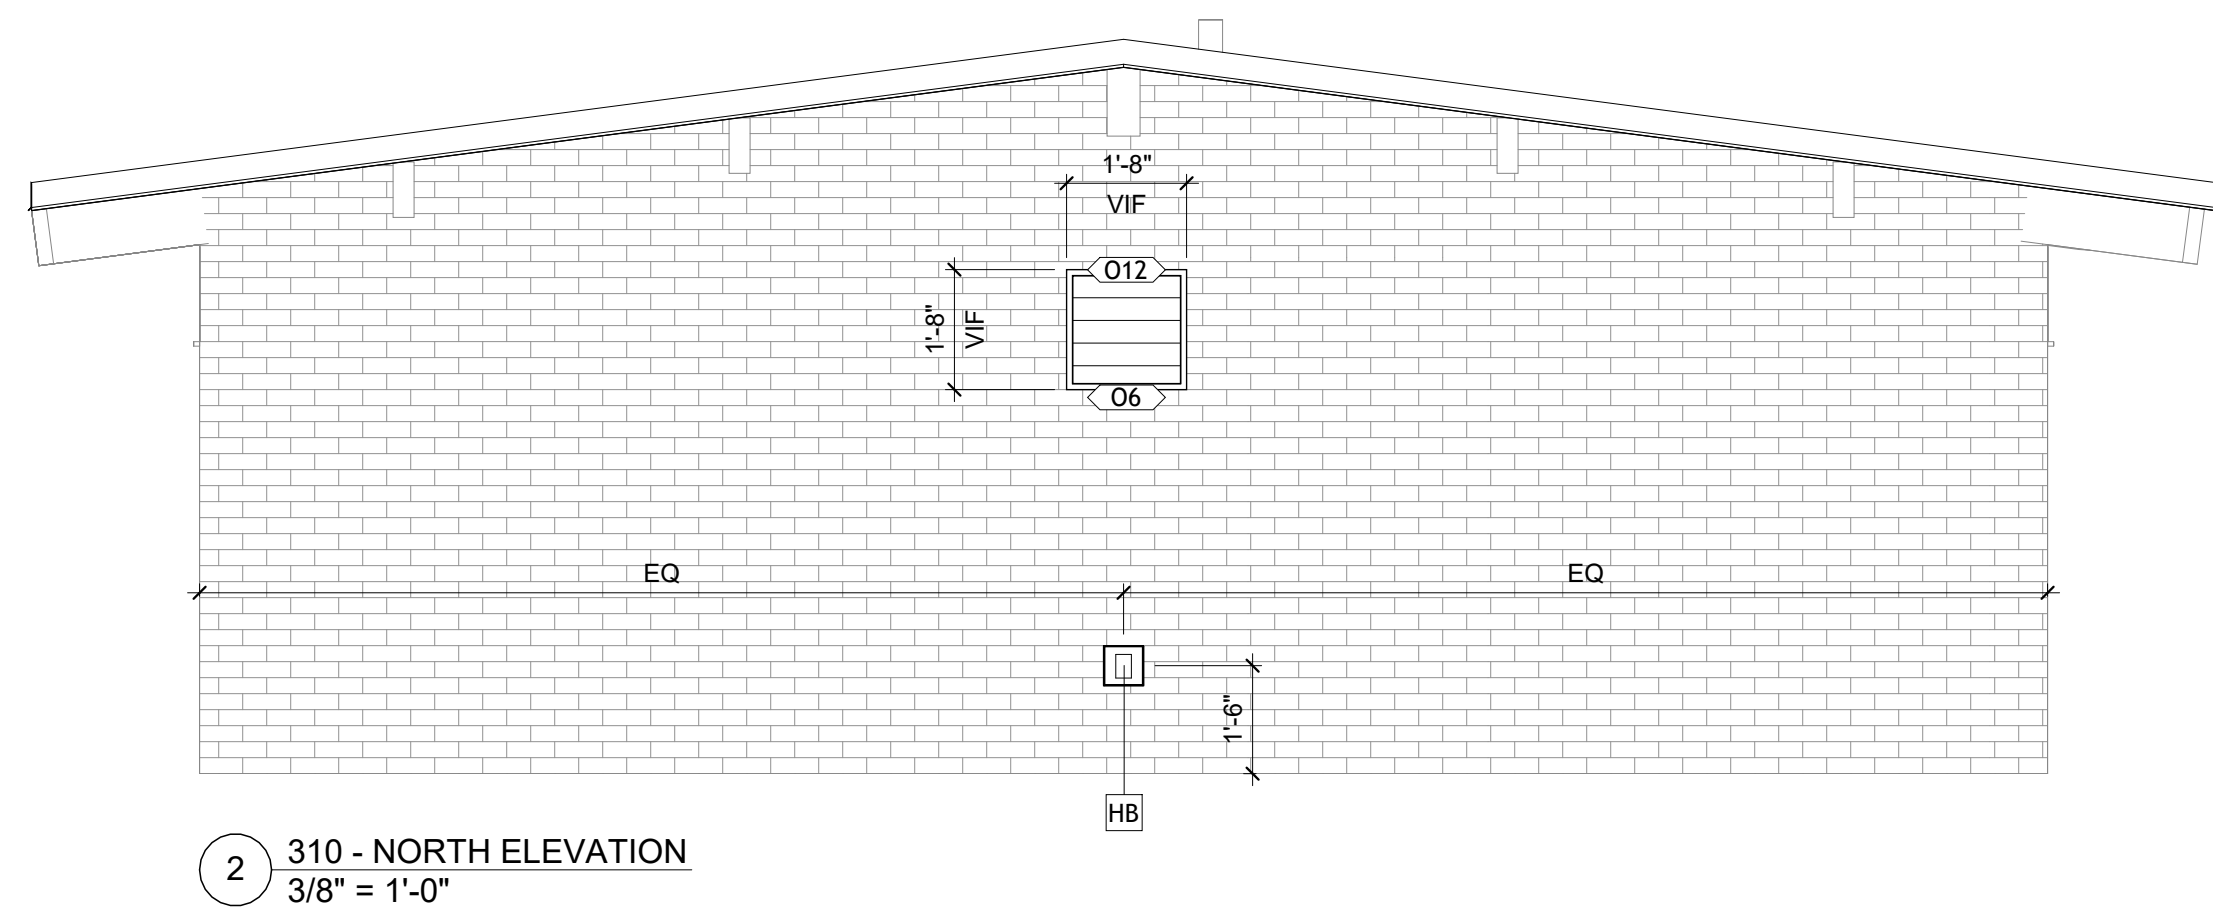 1'-8"
VIF
O12
1'-8"
VIF
O6
EQ
EQ
1'-6"
HB
2
310 - NORTH ELEVATION
3/8" = 1'-0"